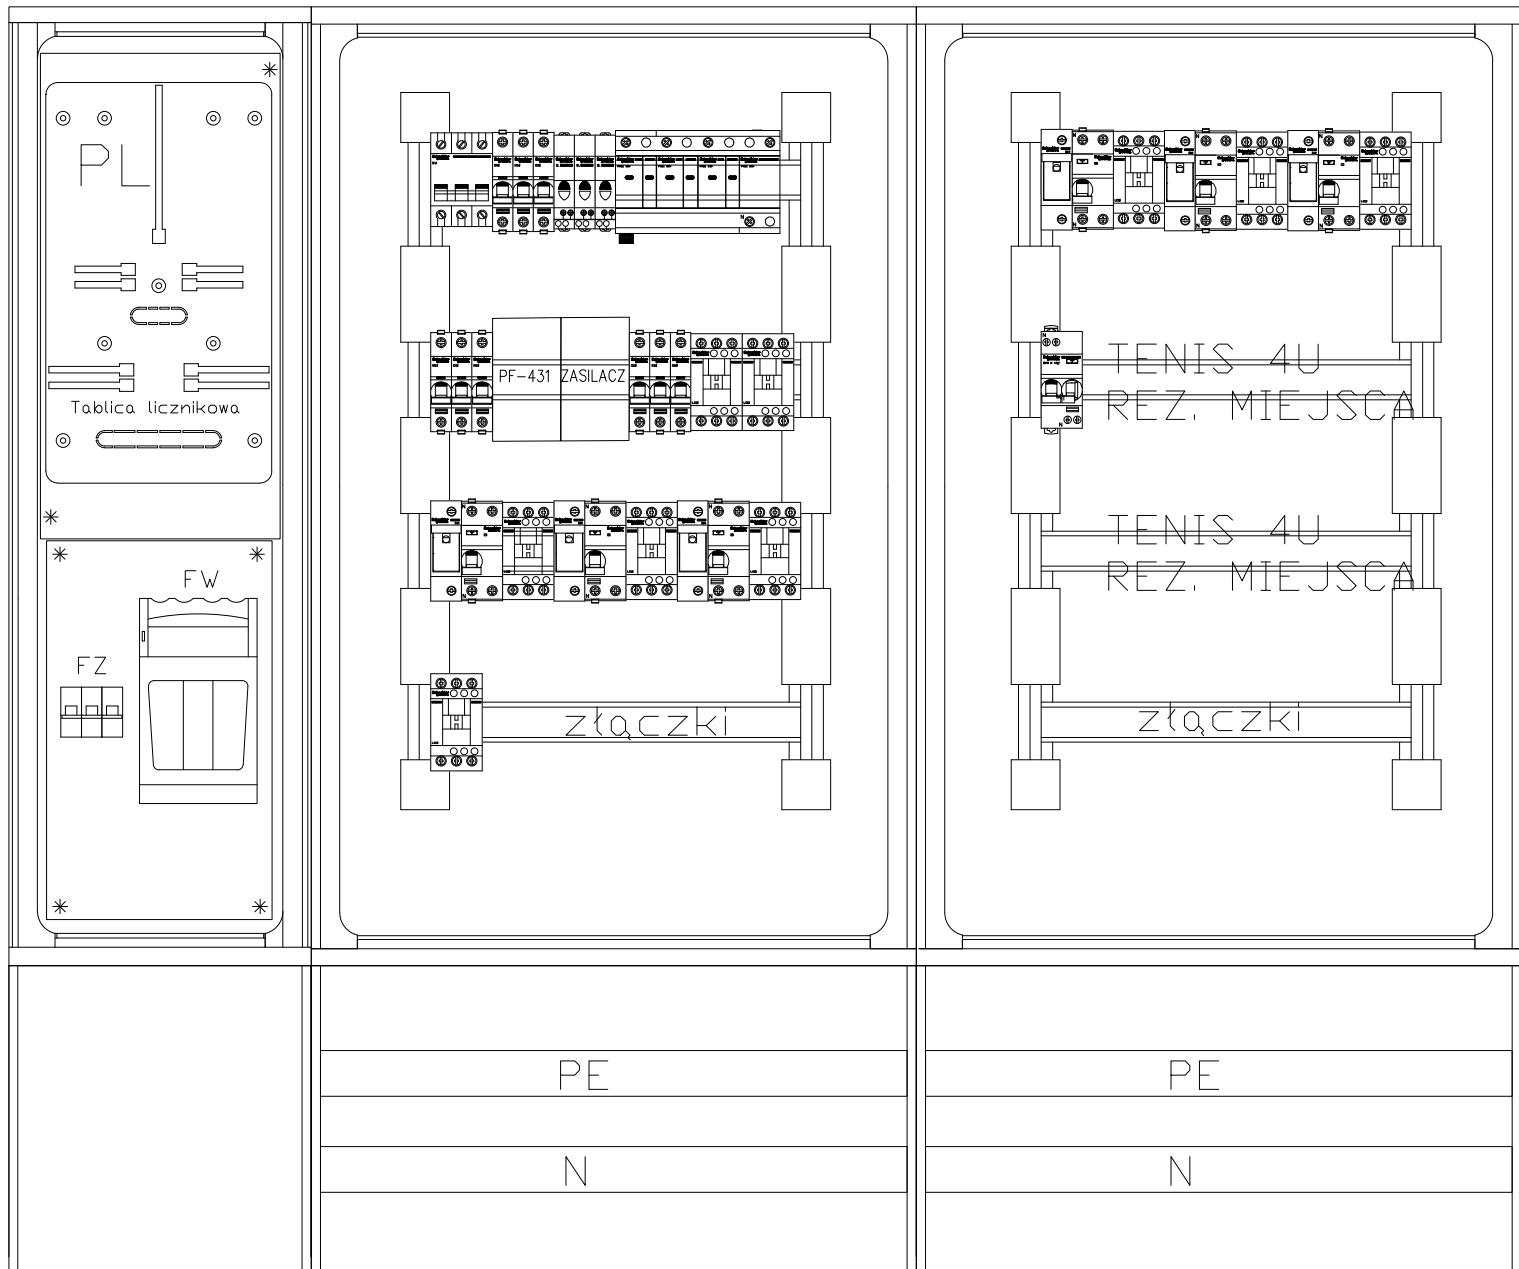 PL
Tablica licznikowa
FW
FZ
PF-431 ZASILACZ
złączki
TENIS 4U
REZ. MIEJSCA
TENIS 4U
REZ. MIEJSCA
złączki
PE
N
PE
N